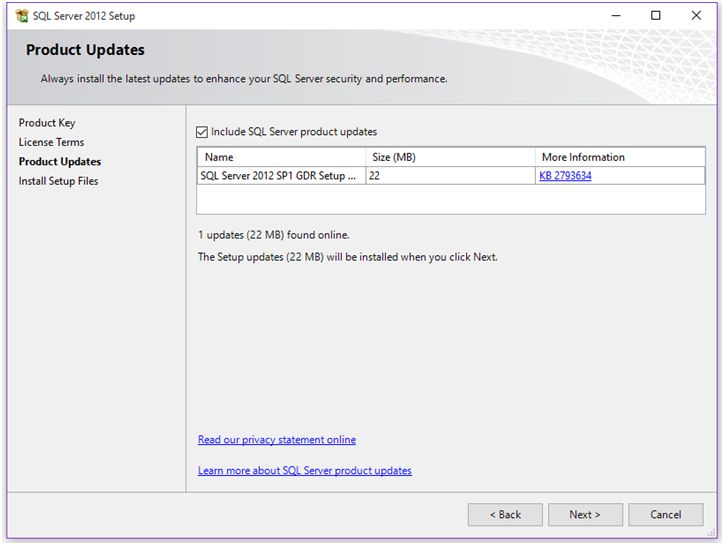 SQL Server 2012 Setup
Product Updates
Always install the latest updates to enhance your SQL Server security and performance.
Product Key
License Terms
Product Updates
Install Setup Files
Include SQL Server product updates
Name Size (MB) More Information
SQL Server 2012 SP1 GDR Setup ... 22 KB 2793634
1 updates (22 MB) found online.
The Setup updates (22 MB) will be installed when you click Next.
Read our privacy statement online
Learn more about SQL Server product updates
< Back Next > Cancel